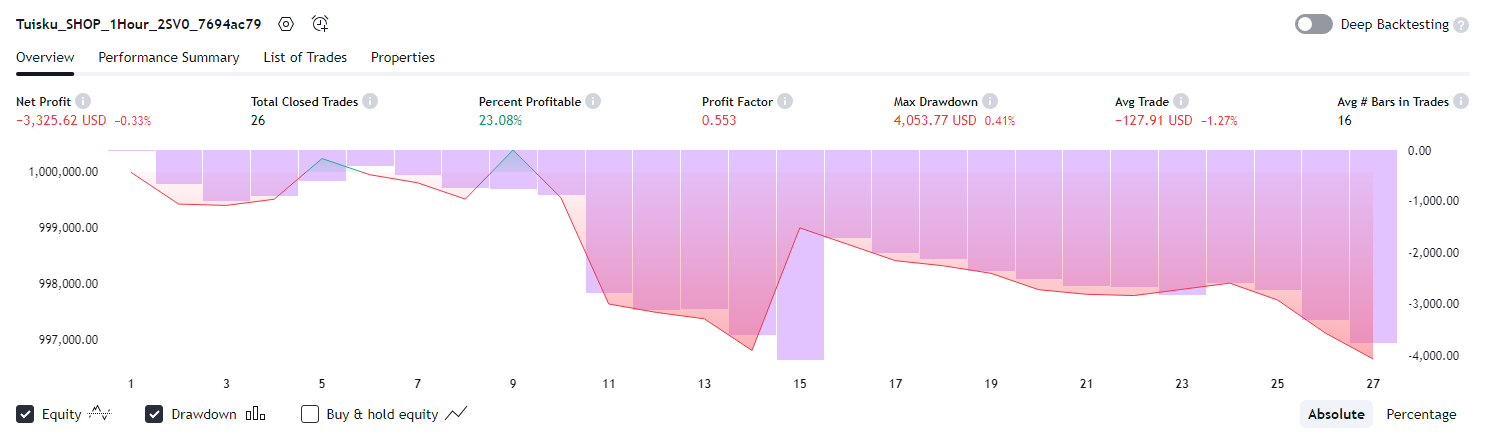 Tuisku_SHOP_1Hour_2SV0_7694ac79 Deep Backtesting ?
Overview Performance Summary List of Trades Properties
Net Profit Total Closed Trades Percent Profitable Profit Factor Max Drawdown Avg Trade Avg # Bars in Trades
−3,325.62 USD −0.33% 26 23.08% 0.553 4,053.77 USD 0.41% −127.91 USD −1.27% 16
0.00
1,000,000.00
-1,000.00
999,000.00
-2,000.00
998,000.00
-3,000.00
997,000.00
-4,000.00
1 3 5 7 9 11 13 15 17 19 21 23 25 27
Equity Drawdown Buy & hold equity Absolute Percentage